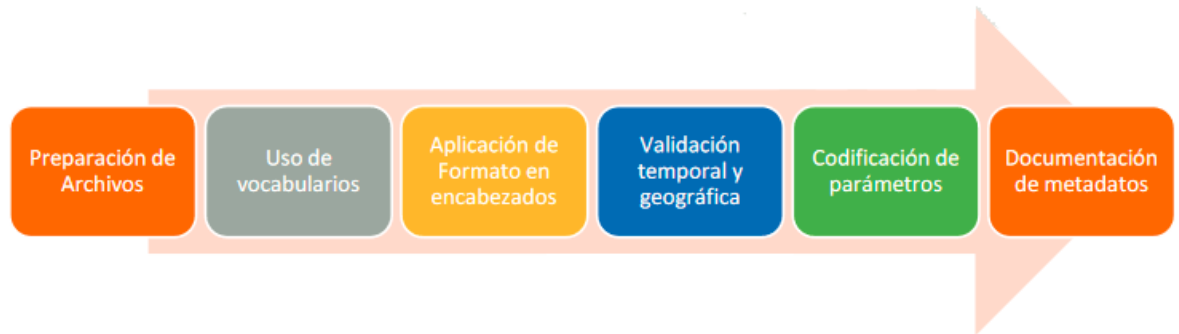 Preparación de
Archivos
Uso de
vocabularios
Aplicación de
Formato en
encabezados
Validación
temporal y
geográfica
Codificación de
parámetros
Documentación
de metadatos